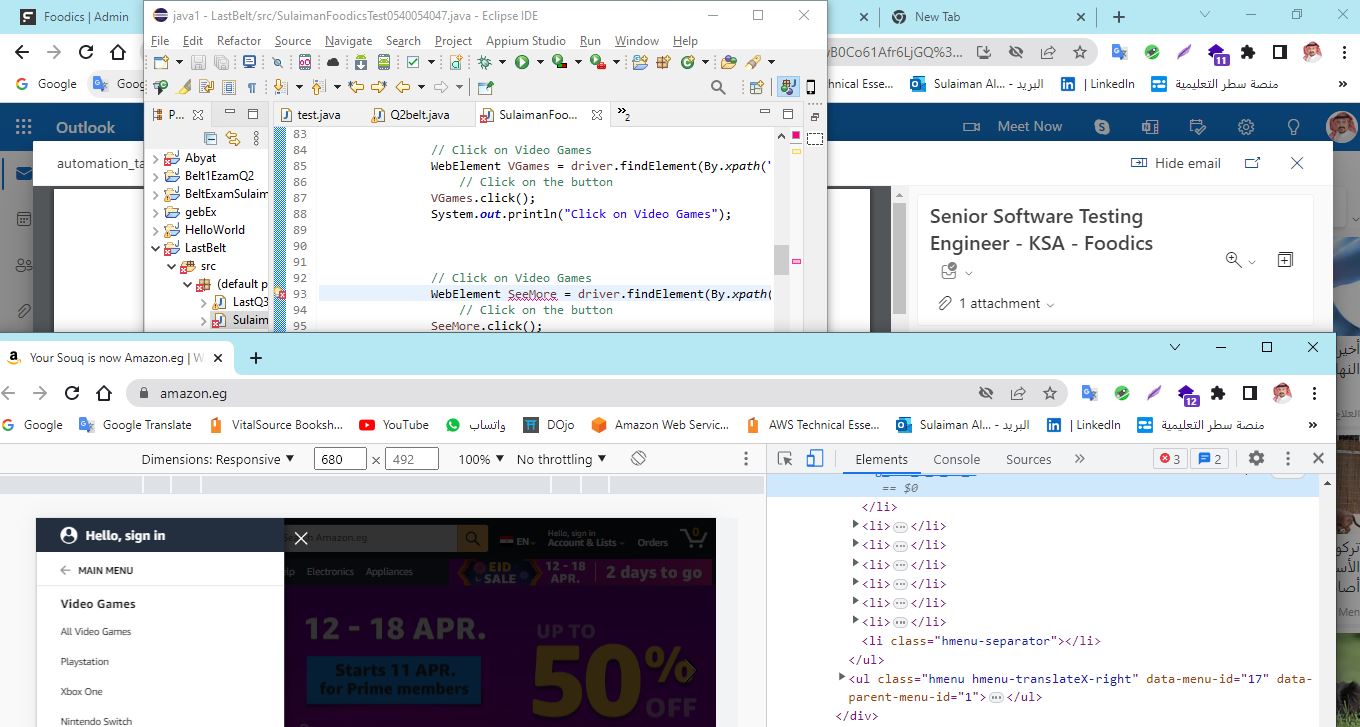 Foodics | Admin
java1 - LastBelt/src/SulaimanFoodicsTest0540054047.java - Eclipse IDE
New Tab
File Edit Refactor Source Navigate Search Project Appium Studio Run Window Help
/B0Co61Afr6LjGQ%3...
11
Google
Goog
hnical Esse...
Sulaiman Al... - البريد
| LinkedIn
منصة سطر التعليمية
»
P...
test.java
Q2belt.java
SulaimanFoo...
»2
Outlook
Meet Now
automation_ta
Hide email
Abyat
Belt1EzamQ2
BeltExamSulaim
gebEx
HelloWorld
LastBelt
src
(default p
LastQ3
Sulaim
83
84 // Click on Video Games
85 WebElement VGames = driver.findElement(By.xpath("
86 // Click on the button
87 VGames.click();
88 System.out.println("Click on Video Games");
89
90
91
92 // Click on Video Games
93 WebElement SeeMore = driver.findElement(By.xpath(
94 // Click on the button
95 SeeMore.click();
Senior Software Testing
Engineer - KSA - Foodics
1 attachment
Your Souq is now Amazon.eg | W
amazon.eg
12
Google
Google Translate
VitalSource Booksh...
YouTube
واتساب
DOjo
Amazon Web Servic...
AWS Technical Esse...
Sulaiman Al... - البريد
| LinkedIn
منصة سطر التعليمية
»
Dimensions: Responsive
680 × 492
100%
No throttling
Elements
Console
Sources
»
3
2
== $0
</li>
<li>…</li>
<li>…</li>
<li>…</li>
<li>…</li>
<li>…</li>
<li>…</li>
<li class="hmenu-separator"></li>
</ul>
<ul class="hmenu hmenu-translateX-right" data-menu-id="17" data-
parent-menu-id="1">…</ul>
</div>
Hello, sign in
MAIN MENU
Video Games
All Video Games
Playstation
Xbox One
Nintendo Switch
Amazon.eg
EN
Hello, sign in
Account & Lists
Orders
0
lp
Electronics
Appliances
EID
SALE
12 - 18
APR.
2 days to go
12 - 18 APR.
Starts 11 APR.
for Prime members
UP TO
50%
OFF
أخير
النها
تركو
الأس
أصا
Men